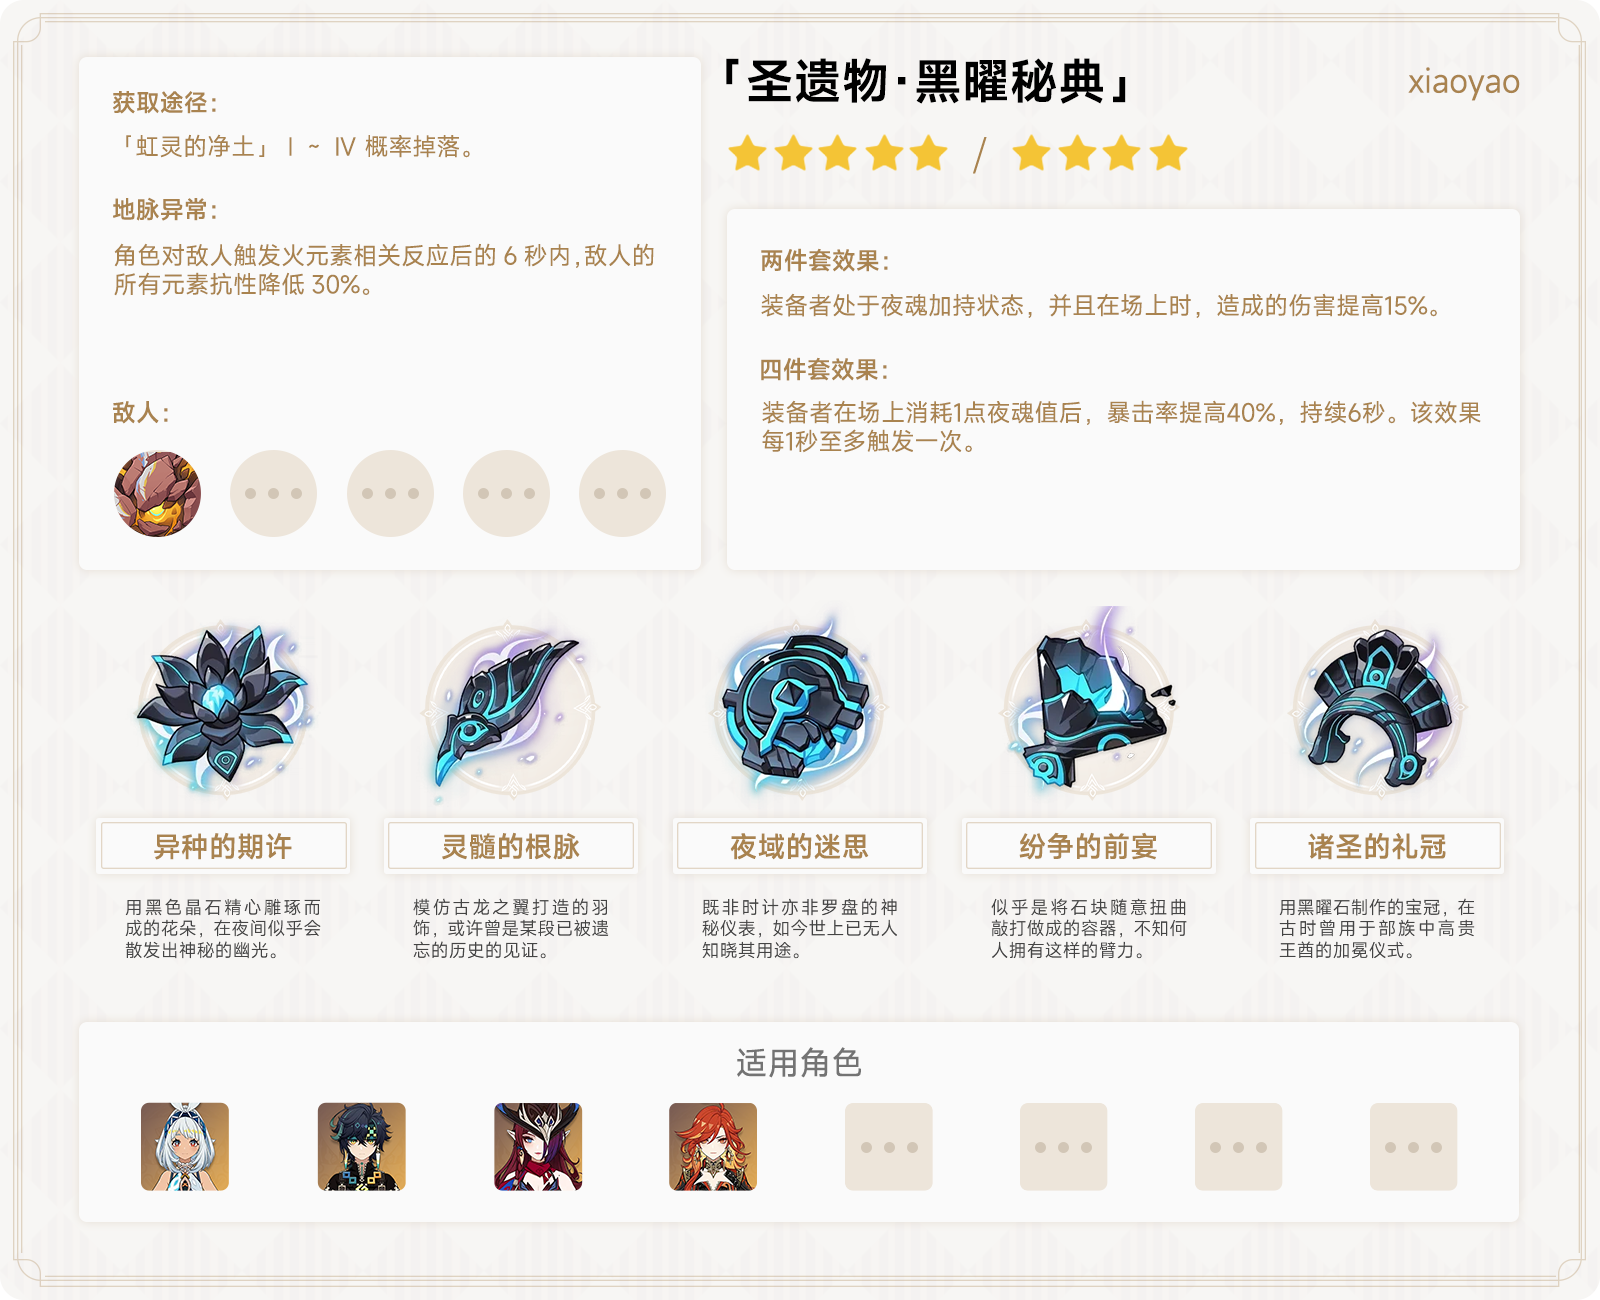 获取途径：
「虹灵的净土」Ⅰ ~ Ⅳ 概率掉落。
地脉异常：
角色对敌人触发火元素相关反应后的 6 秒内，敌人的
所有元素抗性降低 30%。
敌人：
「圣遗物·黑曜秘典」
xiaoyao
/
两件套效果：
装备者处于夜魂加持状态，并且在场上时，造成的伤害提高15%。
四件套效果：
装备者在场上消耗1点夜魂值后，暴击率提高40%，持续6秒。该效果
每1秒至多触发一次。
异种的期许
用黑色晶石精心雕琢而
成的花朵，在夜间似乎会
散发出神秘的幽光。
灵髓的根脉
模仿古龙之翼打造的羽
饰，或许曾是某段已被遗
忘的历史的见证。
夜域的迷思
既非时计亦非罗盘的神
秘仪表，如今世上已无人
知晓其用途。
纷争的前宴
似乎是将石块随意扭曲
敲打做成的容器，不知何
人拥有这样的臂力。
诸圣的礼冠
用黑曜石制作的宝冠，在
古时曾用于部族中高贵
王酋的加冕仪式。
适用角色